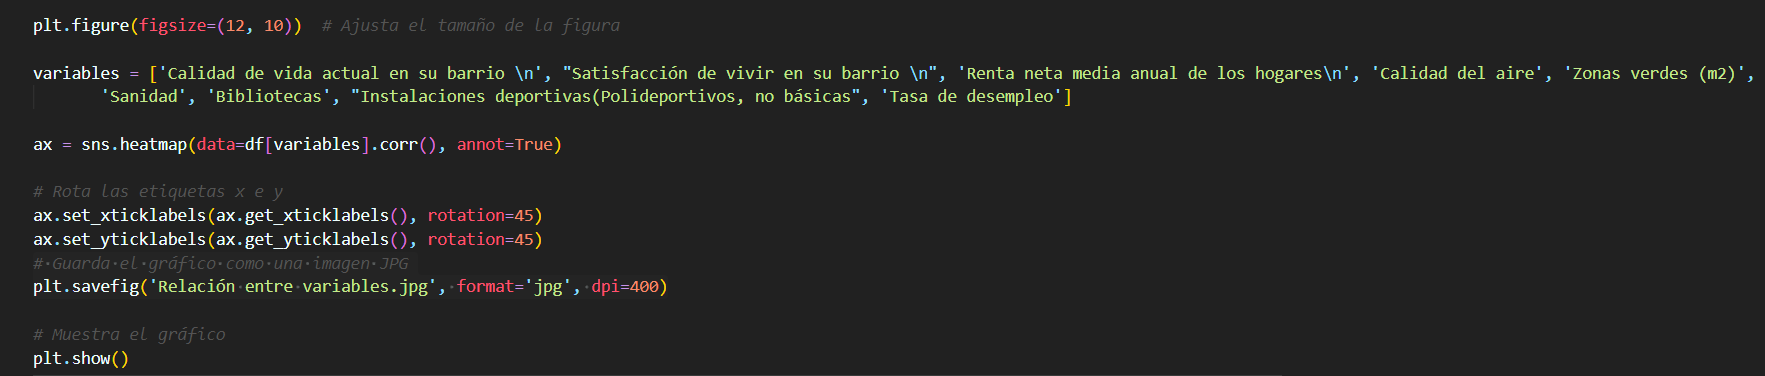 plt.figure(figsize=(12, 10))  # Ajusta el tamaño de la figura
variables = ['Calidad de vida actual en su barrio \n', "Satisfacción de vivir en su barrio \n", 'Renta neta media anual de los hogares\n', 'Calidad del aire', 'Zonas verdes (m2)',
'Sanidad', 'Bibliotecas', "Instalaciones deportivas(Polideportivos, no básicas", 'Tasa de desempleo']
ax = sns.heatmap(data=df[variables].corr(), annot=True)
# Rota las etiquetas x e y
ax.set_xticklabels(ax.get_xticklabels(), rotation=45)
ax.set_yticklabels(ax.get_yticklabels(), rotation=45)
# Guarda el gráfico como una imagen JPG
plt.savefig('Relación entre variables.jpg', format='jpg', dpi=400)
# Muestra el gráfico
plt.show()